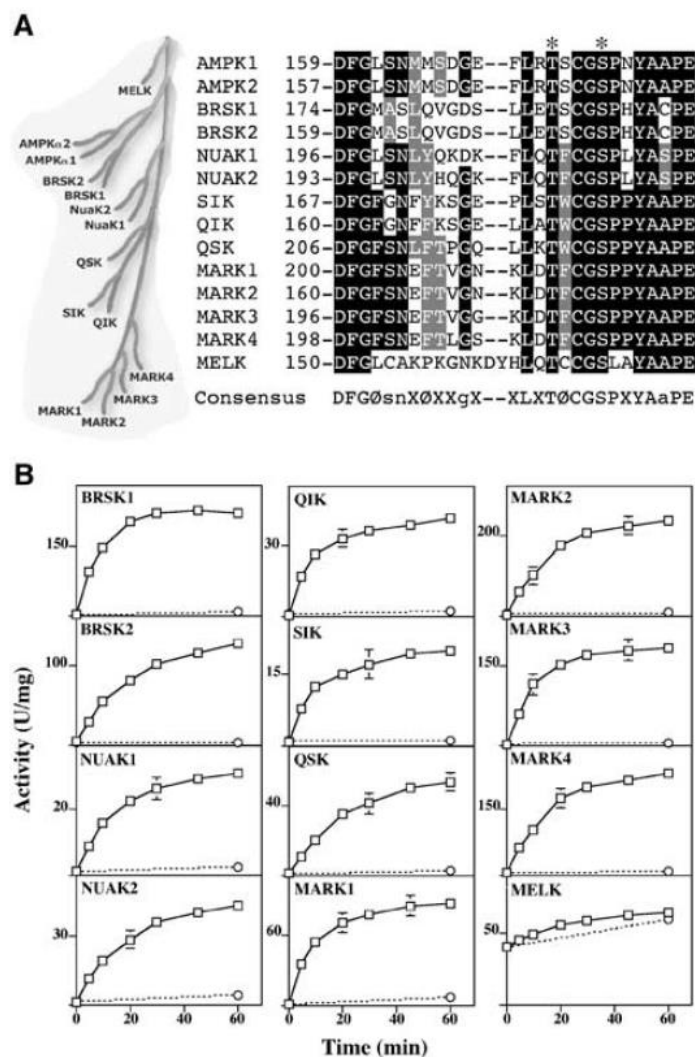 A
* *
AMPK1 159-DFGLSNMMSDGE--FLRTSCGSPNYAAPE
AMPK2 157-DFGLSNMMSDGE--FLRTSCGSPNYAAPE
BRSK1 174-DFGMASLQVGDS--LLETSCGSPHYACPE
BRSK2 159-DFGMASLQVGDS--LLETSCGSPHYACPE
NUAK1 196-DFGLSNLYQKDK--FLQTFCGSPLYASPE
NUAK2 193-DFGLSNLYHQGK--FLQTFCGSPLYASPE
SIK 167-DFGFGNFYKSGE--PLSTWCGSPPYAAPE
QIK 160-DFGFGNFFKSGE--LLATWCGSPPYAAPE
QSK 206-DFGFSNLFTPGQ--LLKTWCGSPPYAAPE
MARK1 200-DFGFSNEFTVGN--KLDTFCGSPPYAAPE
MARK2 160-DFGFSNEFTVGN--KLDTFCGSPPYAAPE
MARK3 196-DFGFSNEFTVGG--KLDTFCGSPPYAAPE
MARK4 198-DFGFSNEFTLGS--KLDTFCGSPPYAAPE
MELK 150-DFGLCAKPKGNKDYHLQTCCGSLAYAAPE
Consensus DFGØsnXØXXgX--XLXTØCGSPXYAaPE
MELK
AMPKα2
AMPKα1
BRSK2
BRSK1
NuaK2
NuaK1
QSK
SIK
QIK
MARK4
MARK3
MARK1
MARK2
B
BRSK1 QIK MARK2
150 30 200
BRSK2 SIK MARK3
100 15 150
NUAK1 QSK MARK4
20 40 150
NUAK2 MARK1 MELK
30 60 50
0 20 40 60 0 20 40 60 0 20 40 60
Activity (U/mg)
Time (min)